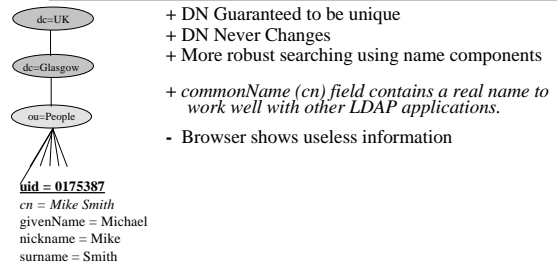 dc=UK
dc=Glasgow
ou=People
uid = 0175387
cn = Mike Smith
givenName = Michael
nickname = Mike
surname = Smith
+ DN Guaranteed to be unique
+ DN Never Changes
+ More robust searching using name components
+ commonName (cn) field contains a real name to
work well with other LDAP applications.
- Browser shows useless information